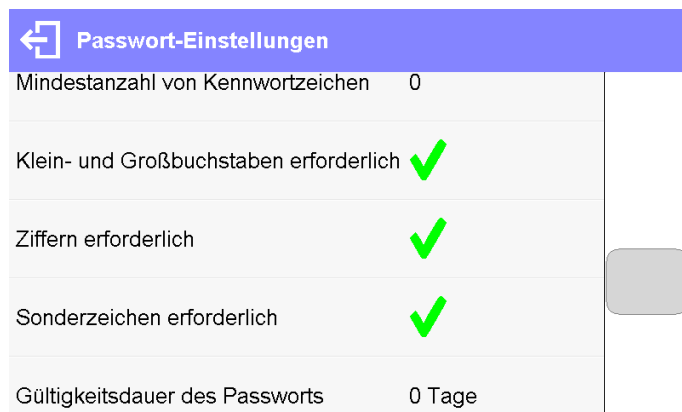 Passwort-Einstellungen
Mindestanzahl von Kennwortzeichen 0
Klein- und Großbuchstaben erforderlich
Ziffern erforderlich
Sonderzeichen erforderlich
Gültigkeitsdauer des Passworts 0 Tage